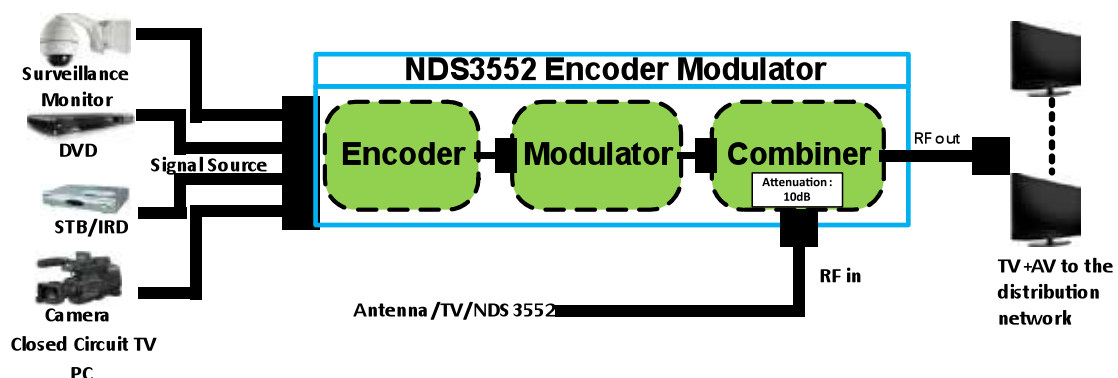 Surveillance
Monitor
DVD
Signal Source
STB/IRD
Camera
Closed Circuit TV
PC
NDS3552 Encoder Modulator
Encoder
Modulator
Combiner
Attenuation :
10dB
RF out
RF in
Antenna /TV/NDS 3552
TV +AV to the
distribution
network